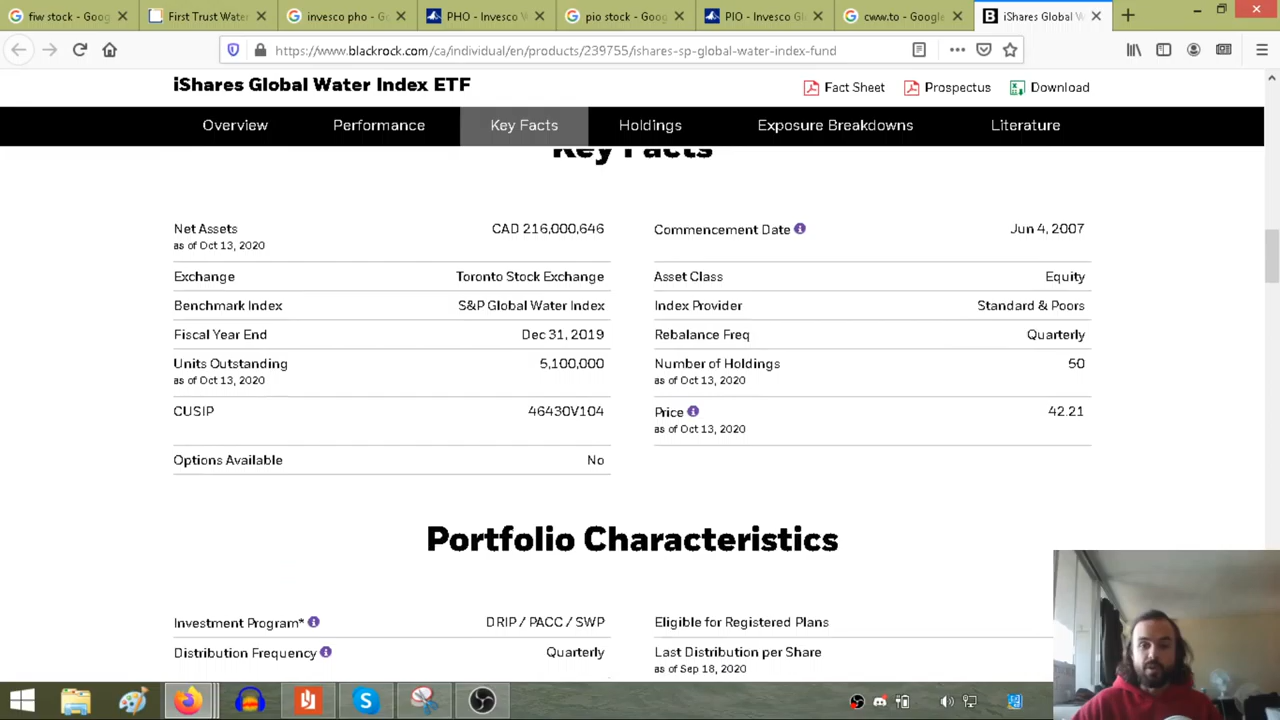 fiw stock - Goog
First Trust Water
invesco pho - G
PHO - Invesco
pio stock - Goog
PIO - Invesco Gl
cww.to - Google
iShares Global
https://www.blackrock.com/ca/individual/en/products/239755/ishares-sp-global-water-index-fund
iShares Global Water Index ETF
Fact Sheet Prospectus Download
Overview Performance Key Facts Holdings Exposure Breakdowns Literature
Key Facts
Net Assets CAD 216,000,646
as of Oct 13, 2020
Commencement Date Jun 4, 2007
Exchange Toronto Stock Exchange
Asset Class Equity
Benchmark Index S&P Global Water Index
Index Provider Standard & Poors
Fiscal Year End Dec 31, 2019
Rebalance Freq Quarterly
Units Outstanding 5,100,000
as of Oct 13, 2020
Number of Holdings 50
as of Oct 13, 2020
CUSIP 46430V104
Price 42.21
as of Oct 13, 2020
Options Available No
Portfolio Characteristics
Investment Program* DRIP / PACC / SWP
Eligible for Registered Plans
Distribution Frequency Quarterly
Last Distribution per Share
as of Sep 18, 2020